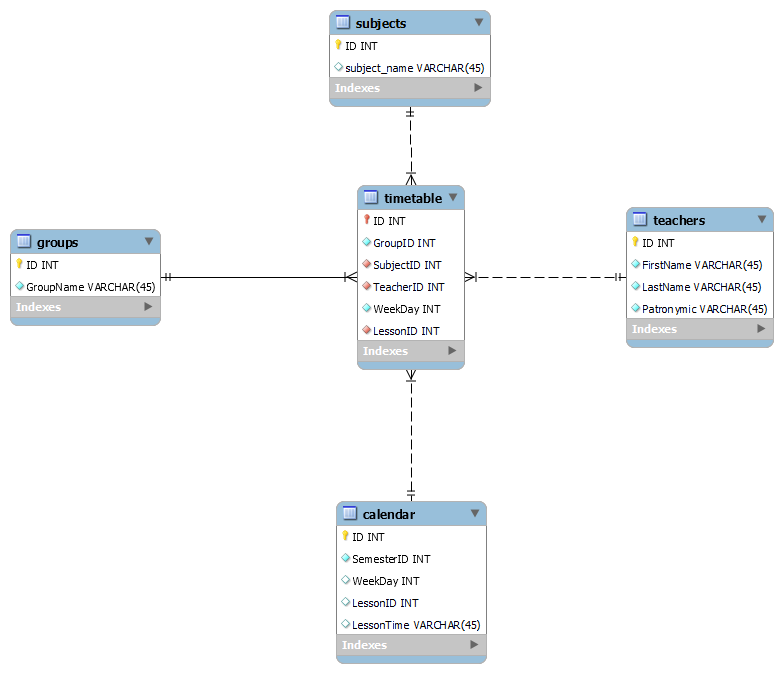 subjects
ID INT
subject_name VARCHAR(45)
Indexes
timetable
ID INT
GroupID INT
SubjectID INT
TeacherID INT
WeekDay INT
LessonID INT
Indexes
groups
ID INT
GroupName VARCHAR(45)
Indexes
teachers
ID INT
FirstName VARCHAR(45)
LastName VARCHAR(45)
Patronymic VARCHAR(45)
Indexes
calendar
ID INT
SemesterID INT
WeekDay INT
LessonID INT
LessonTime VARCHAR(45)
Indexes